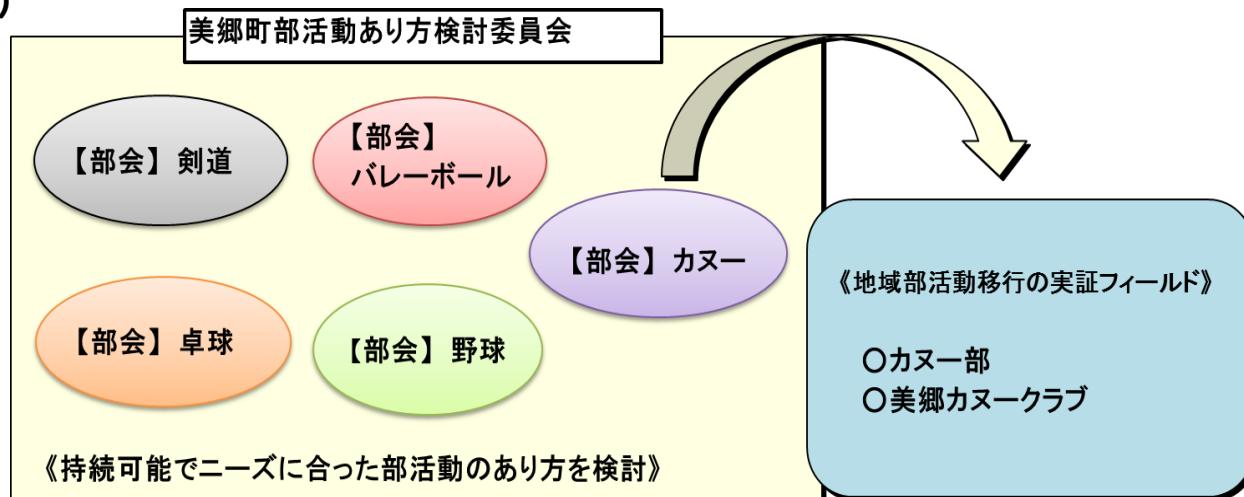 )
美郷町部活動あり方検討委員会
【部会】剣道
【部会】
バレーボール
【部会】カヌー
【部会】卓球
【部会】野球
《持続可能でニーズに合った部活動のあり方を検討》
《地域部活動移行の実証フィールド》
〇カヌー部
〇美郷カヌークラブ